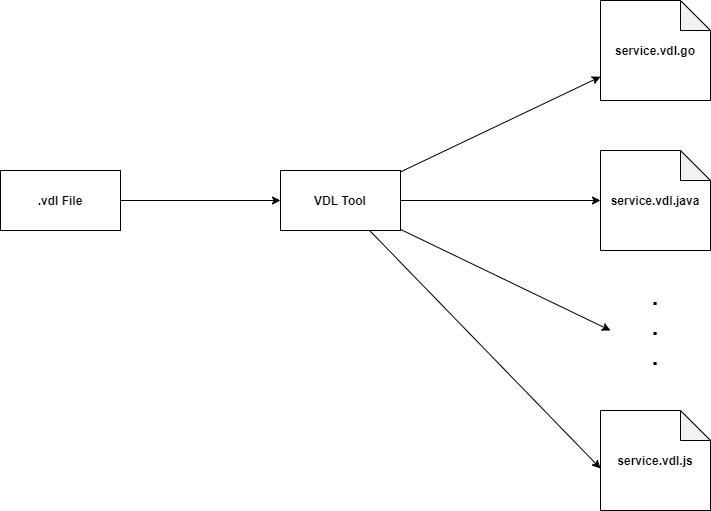 service.vdl.go
.vdl File
VDL Tool
service.vdl.java
.
.
.
service.vdl.js